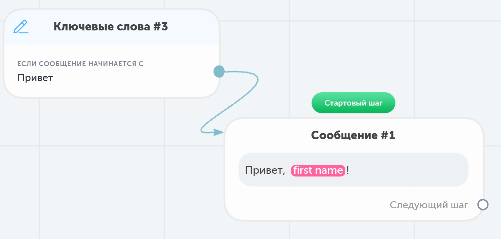 Ключевые слова #3
ЕСЛИ СООБЩЕНИЕ НАЧИНАЕТСЯ С
Привет
Стартовый шаг
Сообщение #1
Привет, first name!
Следующий шаг